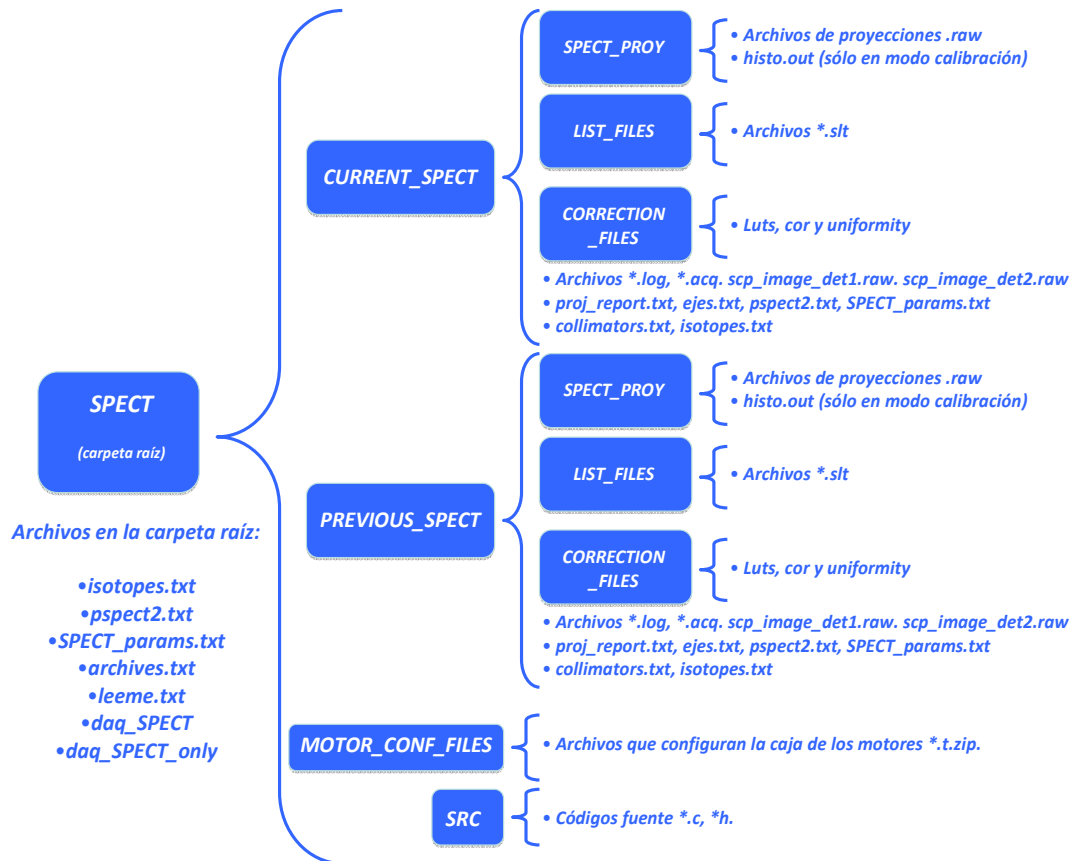 SPECT
(carpeta raíz)
Archivos en la carpeta raíz:
•isotopes.txt
•pspect2.txt
•SPECT_params.txt
•archives.txt
•leeme.txt
•daq_SPECT
•daq_SPECT_only
CURRENT_SPECT
SPECT_PROY
• Archivos de proyecciones .raw
• histo.out (sólo en modo calibración)
LIST_FILES
• Archivos *.slt
CORRECTION
_FILES
• Luts, cor y uniformity
• Archivos *.log, *.acq. scp_image_det1.raw. scp_image_det2.raw
• proj_report.txt, ejes.txt, pspect2.txt, SPECT_params.txt
• collimators.txt, isotopes.txt
PREVIOUS_SPECT
SPECT_PROY
• Archivos de proyecciones .raw
• histo.out (sólo en modo calibración)
LIST_FILES
• Archivos *.slt
CORRECTION
_FILES
• Luts, cor y uniformity
• Archivos *.log, *.acq. scp_image_det1.raw. scp_image_det2.raw
• proj_report.txt, ejes.txt, pspect2.txt, SPECT_params.txt
• collimators.txt, isotopes.txt
MOTOR_CONF_FILES
• Archivos que configuran la caja de los motores *.t.zip.
SRC
• Códigos fuente *.c, *h.